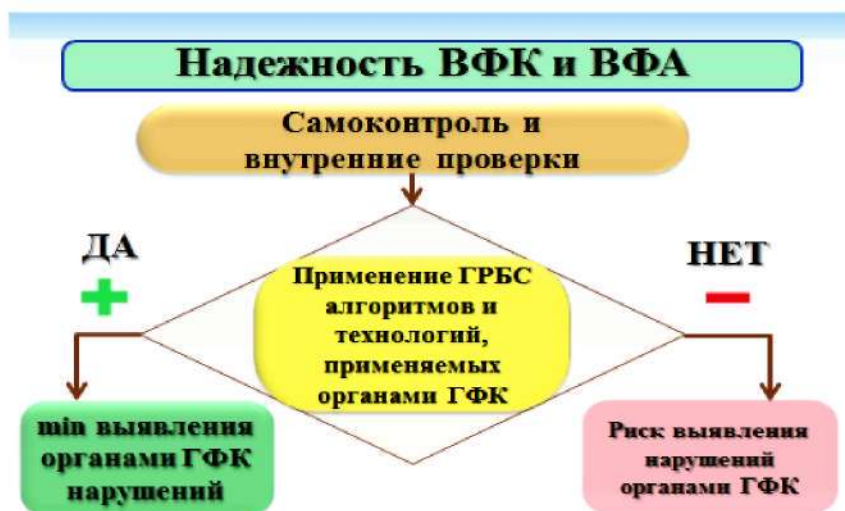 Надежность ВФК и ВФА
Самоконтроль и
внутренние проверки
ДА
НЕТ
Применение ГРБС
алгоритмов и
технологий,
применяемых
органами ГФК
min выявления
органами ГФК
нарушений
Риск выявления
нарушений
органами ГФК